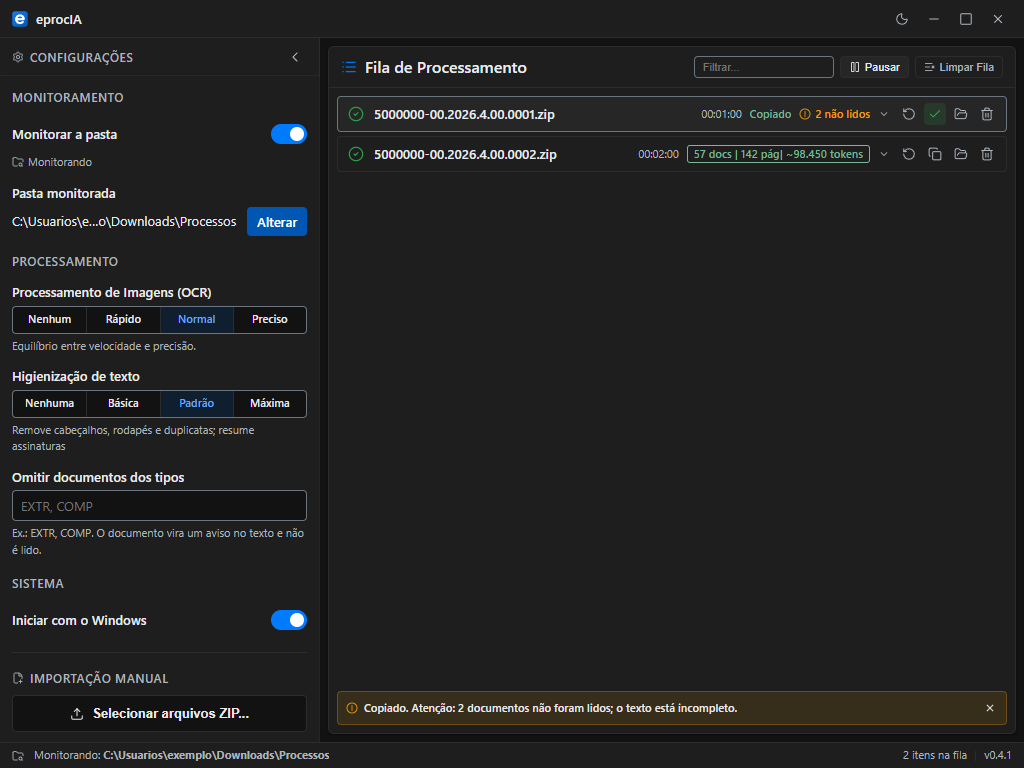 eprocIA
CONFIGURAÇÕES
MONITORAMENTO
Monitorar a pasta
Monitorando
Pasta monitorada
C:\Usuarios\e...o\Downloads\Processos
Alterar
PROCESSAMENTO
Processamento de Imagens (OCR)
Nenhum Rápido Normal Preciso
Equilíbrio entre velocidade e precisão.
Higienização de texto
Nenhuma Básica Padrão Máxima
Remove cabeçalhos, rodapés e duplicatas; resume
assinaturas
Omitir documentos dos tipos
EXTR, COMP
Ex.: EXTR, COMP. O documento vira um aviso no texto e não
é lido.
SISTEMA
Iniciar com o Windows
IMPORTAÇÃO MANUAL
Selecionar arquivos ZIP...
Fila de Processamento
Filtrar...
Pausar
Limpar Fila
5000000-00.2026.4.00.0001.zip 00:01:00 Copiado 2 não lidos
5000000-00.2026.4.00.0002.zip 00:02:00 57 docs | 142 pág| ~98.450 tokens
Copiado. Atenção: 2 documentos não foram lidos; o texto está incompleto.
Monitorando: C:\Usuarios\exemplo\Downloads\Processos
2 itens na fila v0.4.1